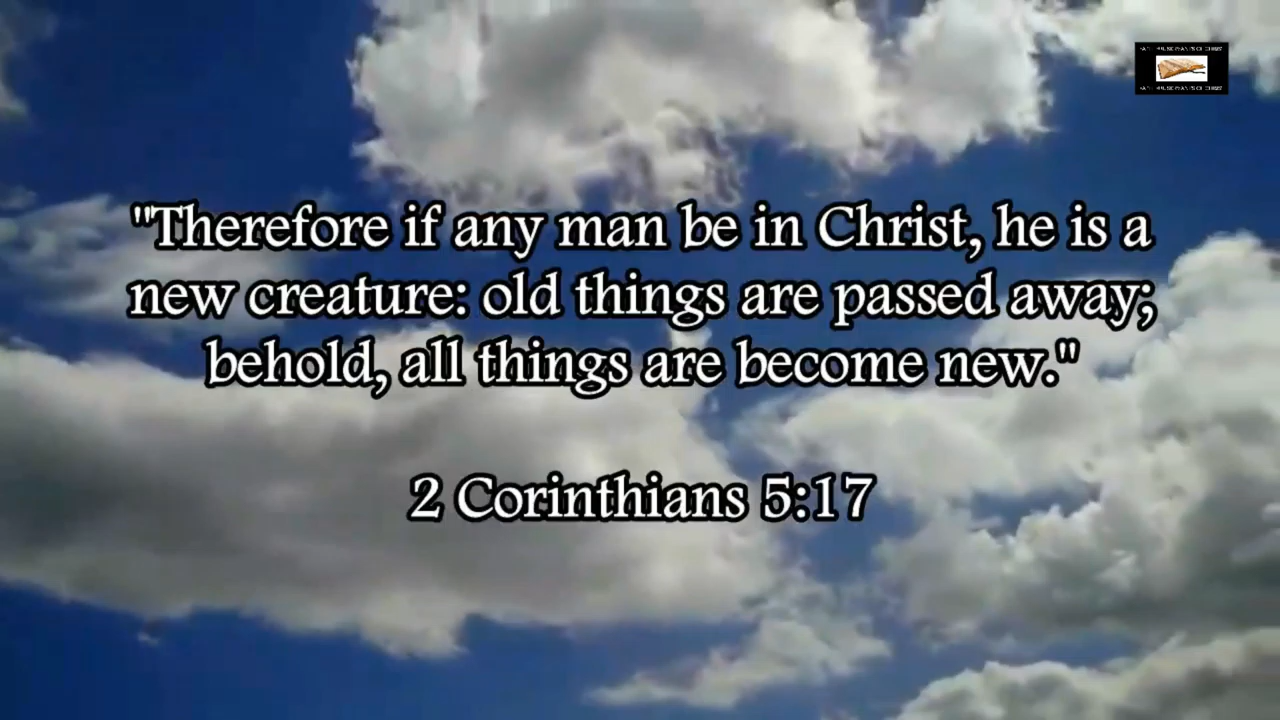 "Therefore if any man be in Christ, he is a
new creature: old things are passed away;
behold, all things are become new."
2 Corinthians 5:17